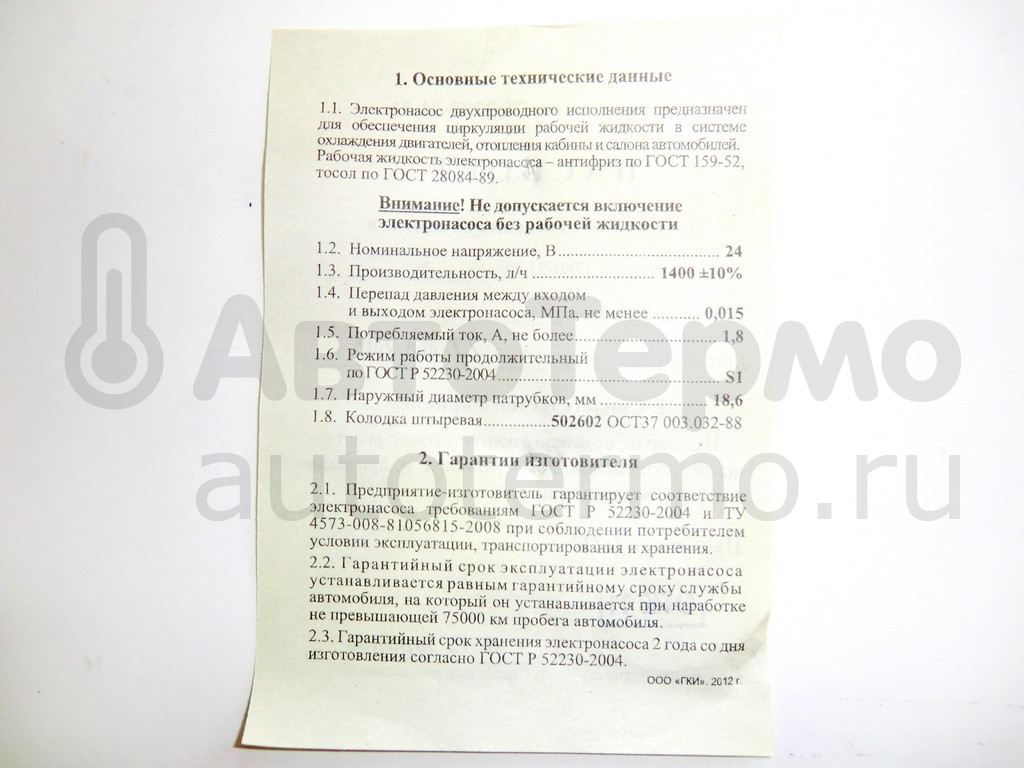 1. Основные технические данные
1.1. Электронасос двухпроводного исполнения предназначен
для обеспечения циркуляции рабочей жидкости в системе
охлаждения двигателей, отопления кабины и салона автомобилей.
Рабочая жидкость электронасоса – антифриз по ГОСТ 159-52,
тосол по ГОСТ 28084-89.
Внимание! Не допускается включение
электронасоса без рабочей жидкости
1.2. Номинальное напряжение, В ........ 24
1.3. Производительность, л/ч ........ 1400 ±10%
1.4. Перепад давления между входом
и выходом электронасоса, МПа, не менее ........ 0,015
1.5. Потребляемый ток, А, не более ........ 1,8
1.6. Режим работы продолжительный
по ГОСТ Р 52230-2004 ........ S1
1.7. Наружный диаметр патрубков, мм ........ 18,6
1.8. Колодка штыревая ........ 502602 ОСТ37 003.032-88
2. Гарантии изготовителя
2.1. Предприятие-изготовитель гарантирует соответствие
электронасоса требованиям ГОСТ Р 52230-2004 и ТУ
4573-008-81056815-2008 при соблюдении потребителем
условии эксплуатации, транспортирования и хранения.
2.2. Гарантийный срок эксплуатации электронасоса
устанавливается равным гарантийному сроку службы
автомобиля, на который он устанавливается при наработке
не превышающей 75000 км пробега автомобиля.
2.3. Гарантийный срок хранения электронасоса 2 года со дня
изготовления согласно ГОСТ Р 52230-2004.
ООО «ГКИ». 2012 г.
АвтоТермо
autotermo.ru